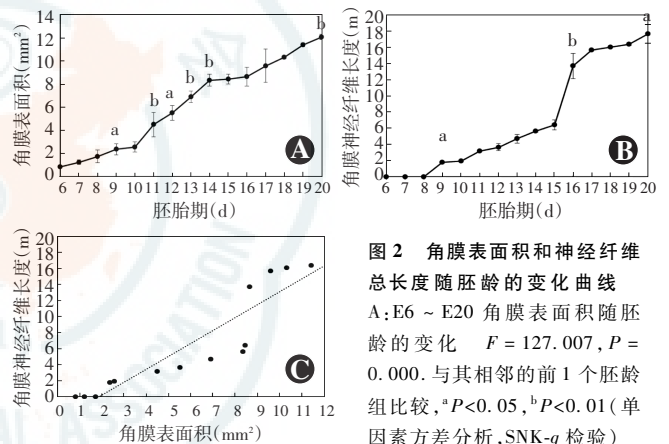 14
12
10
8
6
4
2
0
角膜表面积(mm²)
a
b
a
b
b
b
A
6 7 8 9 10 11 12 13 14 15 16 17 18 19 20
胚胎期(d)
20
18
16
14
12
10
8
6
4
2
0
角膜神经纤维长度(m)
a
b
a
B
6 7 8 9 10 11 12 13 14 15 16 17 18 19 20
胚胎期(d)
20
18
16
14
12
10
8
6
4
2
0
角膜神经纤维长度(m)
C
0 2 4 6 8 10 12
角膜表面积(mm²)
图 2 角膜表面积和神经纤维
总长度随胚龄的变化曲线
A:E6 ~ E20 角膜表面积随胚
龄的变化 F = 127.007, P =
0.000. 与其相邻的前 1 个胚龄
组比较,ᵃP<0.05,ᵇP<0.01(单
因素方差分析,SNK-q 检验)
ASSOCIATION